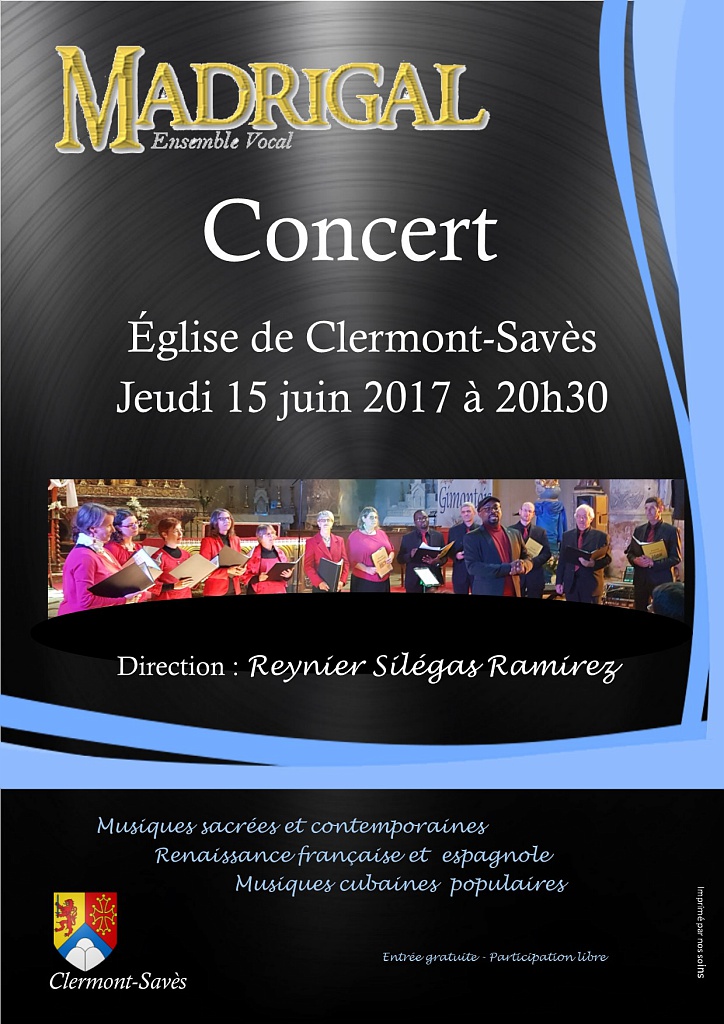 MADRIGAL
Ensemble Vocal
Concert
Église de Clermont-Savès
Jeudi 15 juin 2017 à 20h30
Gimontois
Direction : Reynier Silégas Ramirez
Musiques sacrées et contemporaines
Renaissance française et espagnole
Musiques cubaines populaires
Imprimé par nos soins
Entrée gratuite - Participation libre
Clermont-Savès